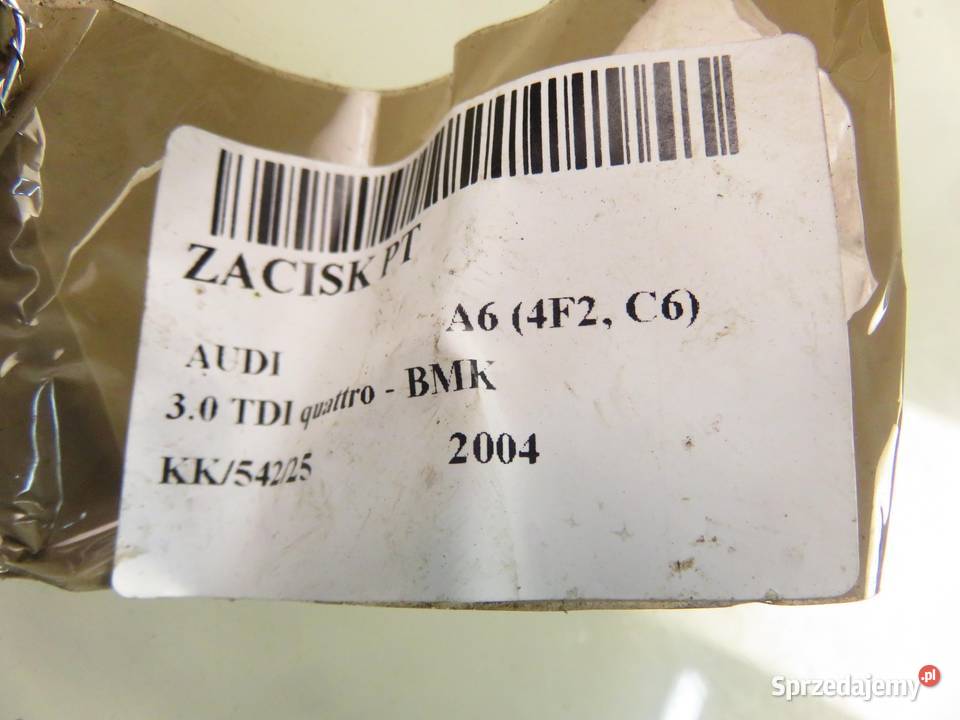 ZACISK PT
A6 (4F2, C6)
AUDI
3.0 TDI quattro - BMK
2004
KK/542/25
Sprzedajemy.pl